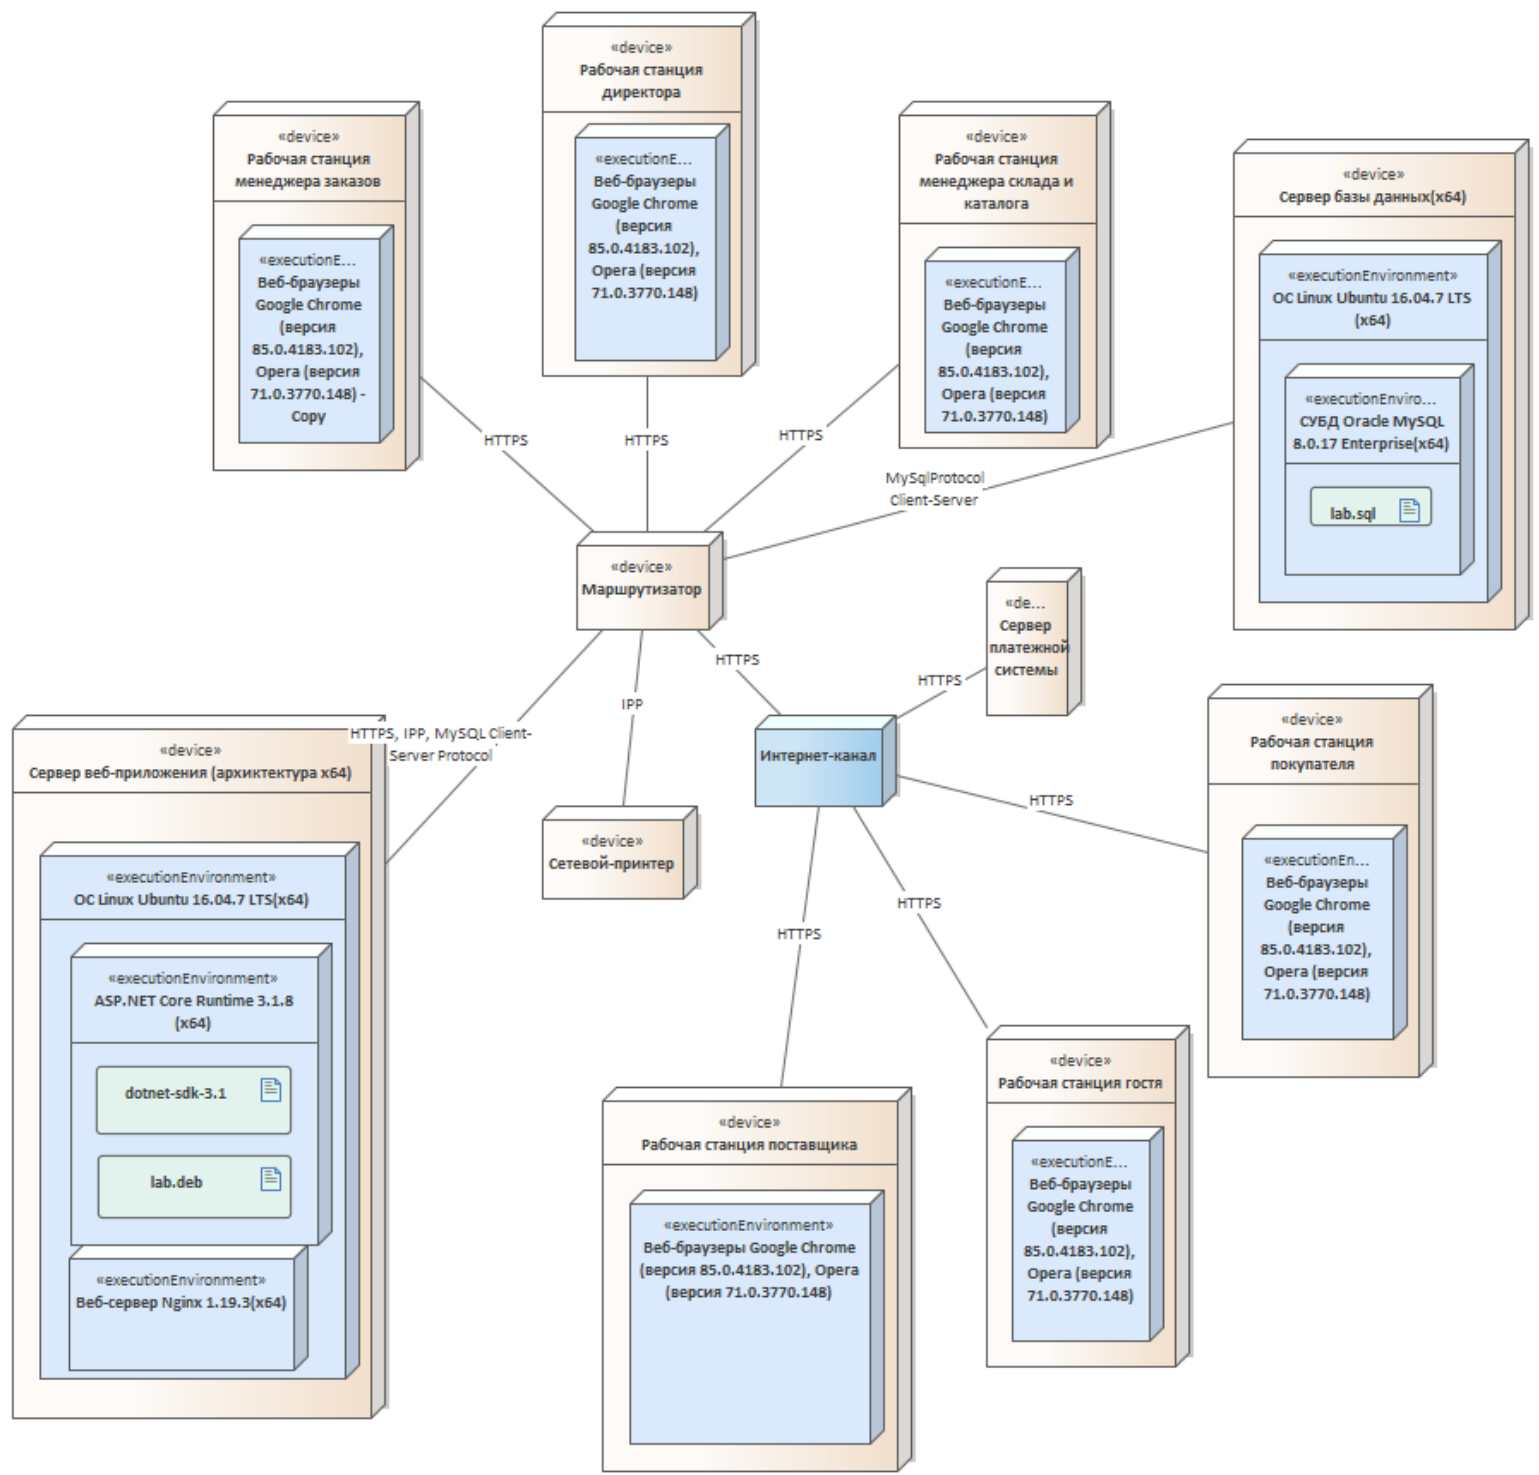 «device»
Рабочая станция
директора
«executionE...
Веб-браузеры
Google Chrome
(версия
85.0.4183.102),
Opera (версия
71.0.3770.148)
«device»
Рабочая станция
менеджера заказов
«executionE...
Веб-браузеры
Google Chrome
(версия
85.0.4183.102),
Opera (версия
71.0.3770.148) -
Copy
«device»
Рабочая станция
менеджера склада и
каталога
«executionE...
Веб-браузеры
Google Chrome
(версия
85.0.4183.102),
Opera (версия
71.0.3770.148)
«device»
Сервер базы данных(x64)
«executionEnvironment»
ОС Linux Ubuntu 16.04.7 LTS
(x64)
«executionEnviro...
СУБД Oracle MySQL
8.0.17 Enterprise(x64)
lab.sql
HTTPS
HTTPS
HTTPS
MySqlProtocol
Client-Server
«device»
Маршрутизатор
«de...
Сервер
платежной
системы
HTTPS
HTTPS
IPP
HTTPS, IPP, MySQL Client-
Server Protocol
Интернет-канал
«device»
Сетевой-принтер
HTTPS
HTTPS
HTTPS
«device»
Рабочая станция
покупателя
«executionEn...
Веб-браузеры
Google Chrome
(версия
85.0.4183.102),
Opera (версия
71.0.3770.148)
«device»
Сервер веб-приложения (архиктектура x64)
«executionEnvironment»
ОС Linux Ubuntu 16.04.7 LTS(x64)
«executionEnvironment»
ASP.NET Core Runtime 3.1.8
(x64)
dotnet-sdk-3.1
lab.deb
«executionEnvironment»
Веб-сервер Nginx 1.19.3(x64)
«device»
Рабочая станция поставщика
«executionEnvironment»
Веб-браузеры Google Chrome
(версия 85.0.4183.102), Opera
(версия 71.0.3770.148)
«device»
Рабочая станция гостя
«executionE...
Веб-браузеры
Google Chrome
(версия
85.0.4183.102),
Opera (версия
71.0.3770.148)